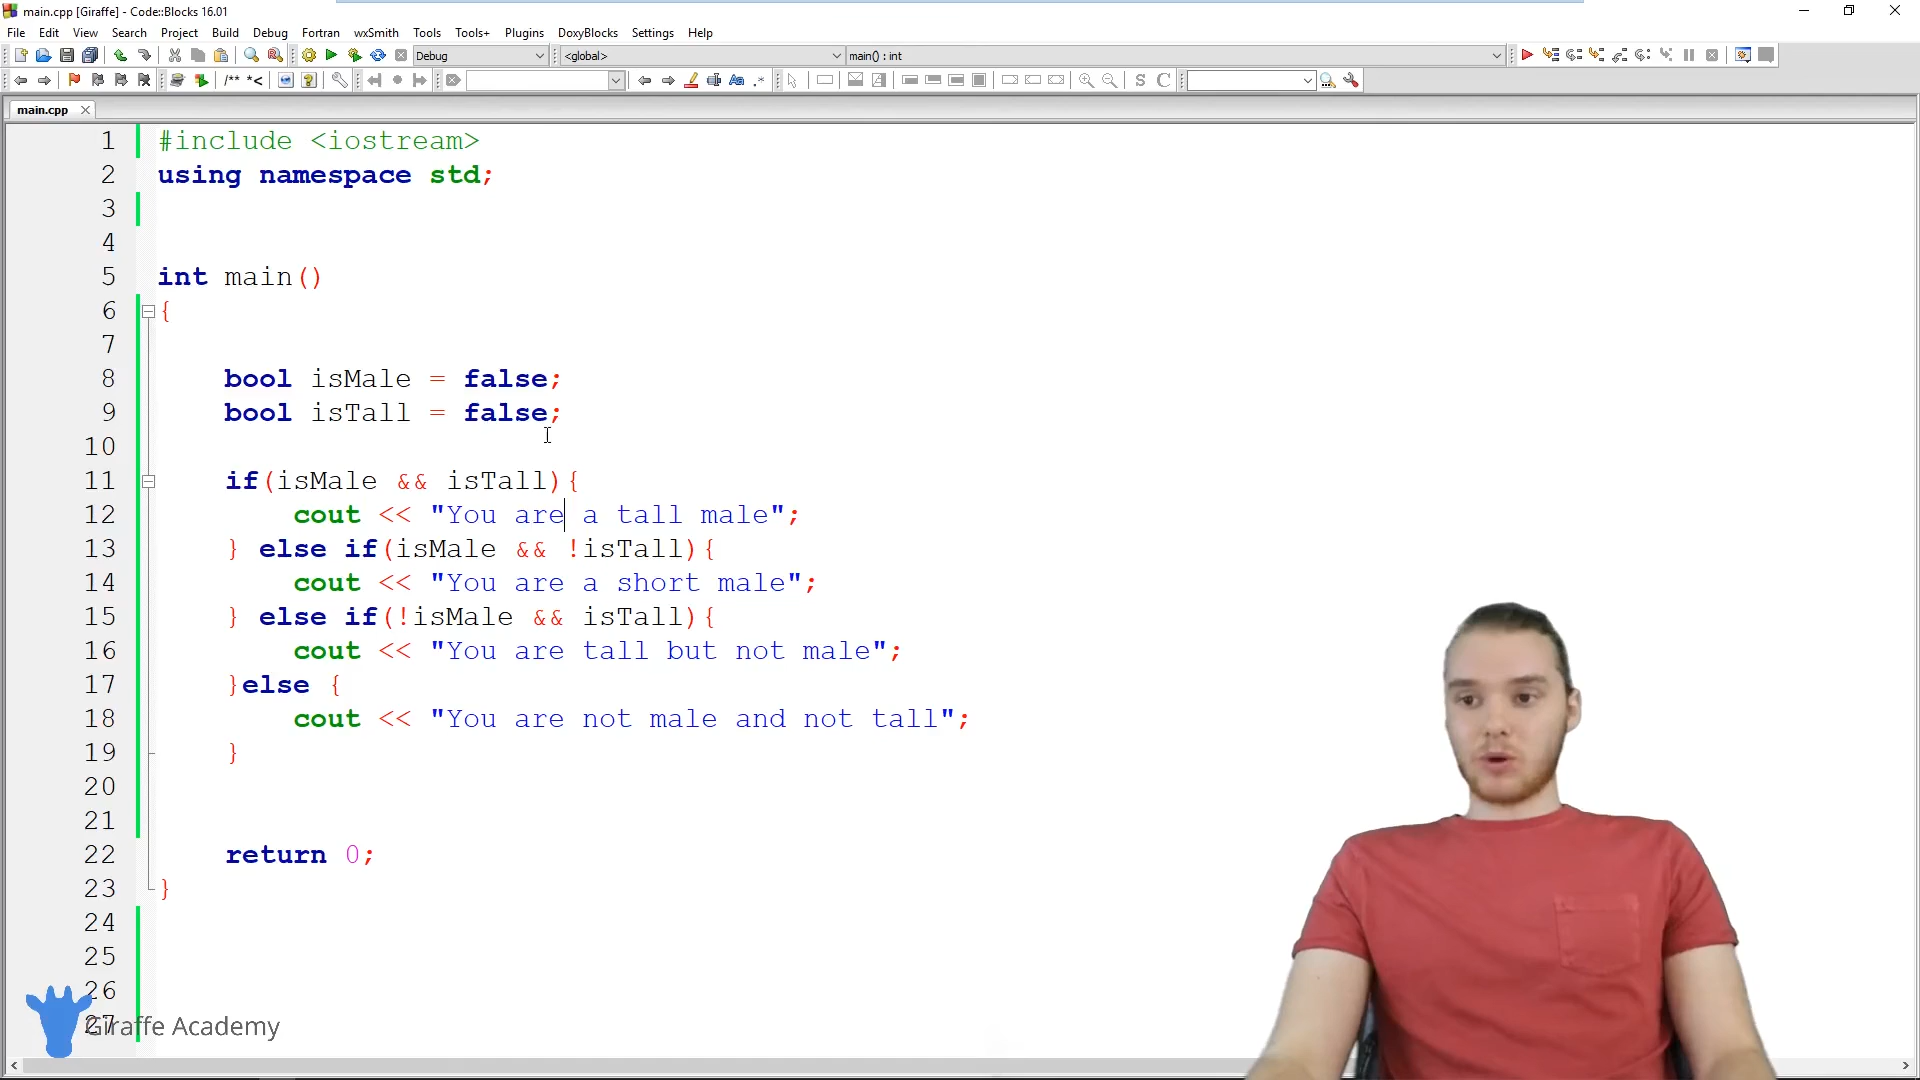 main.cpp [Giraffe] - Code::Blocks 16.01
File Edit View Search Project Build Debug Fortran wxSmith Tools Tools+ Plugins DoxyBlocks Settings Help
Debug <global> main() : int
/** *< Aa .* S C
main.cpp
1 #include <iostream>
2 using namespace std;
3
4
5 int main()
6 {
7
8 bool isMale = false;
9 bool isTall = false;
10
11 if(isMale && isTall){
12 cout << "You are a tall male";
13 } else if(isMale && !isTall){
14 cout << "You are a short male";
15 } else if(!isMale && isTall){
16 cout << "You are tall but not male";
17 }else {
18 cout << "You are not male and not tall";
19 }
20
21
22 return 0;
23 }
24
25
26
27
Giraffe Academy